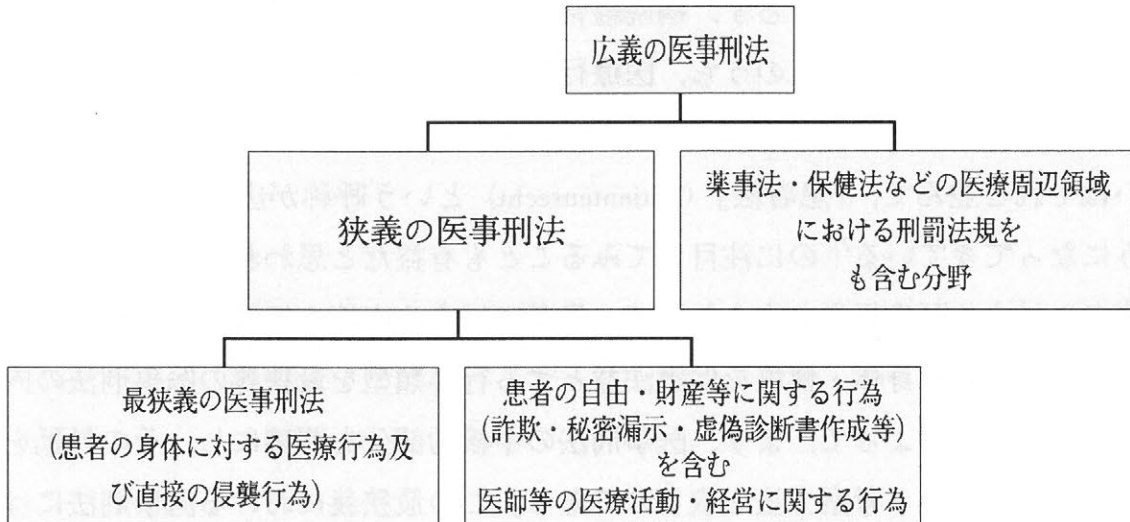 広義の医事刑法
狭義の医事刑法
薬事法・保健法などの医療周辺領域
における刑罰法規を
も含む分野
最狭義の医事刑法
(患者の身体に対する医療行為及
び直接の侵襲行為)
患者の自由・財産等に関する行為
(詐欺・秘密漏示・虚偽診断書作成等)
を含む
医師等の医療活動・経営に関する行為